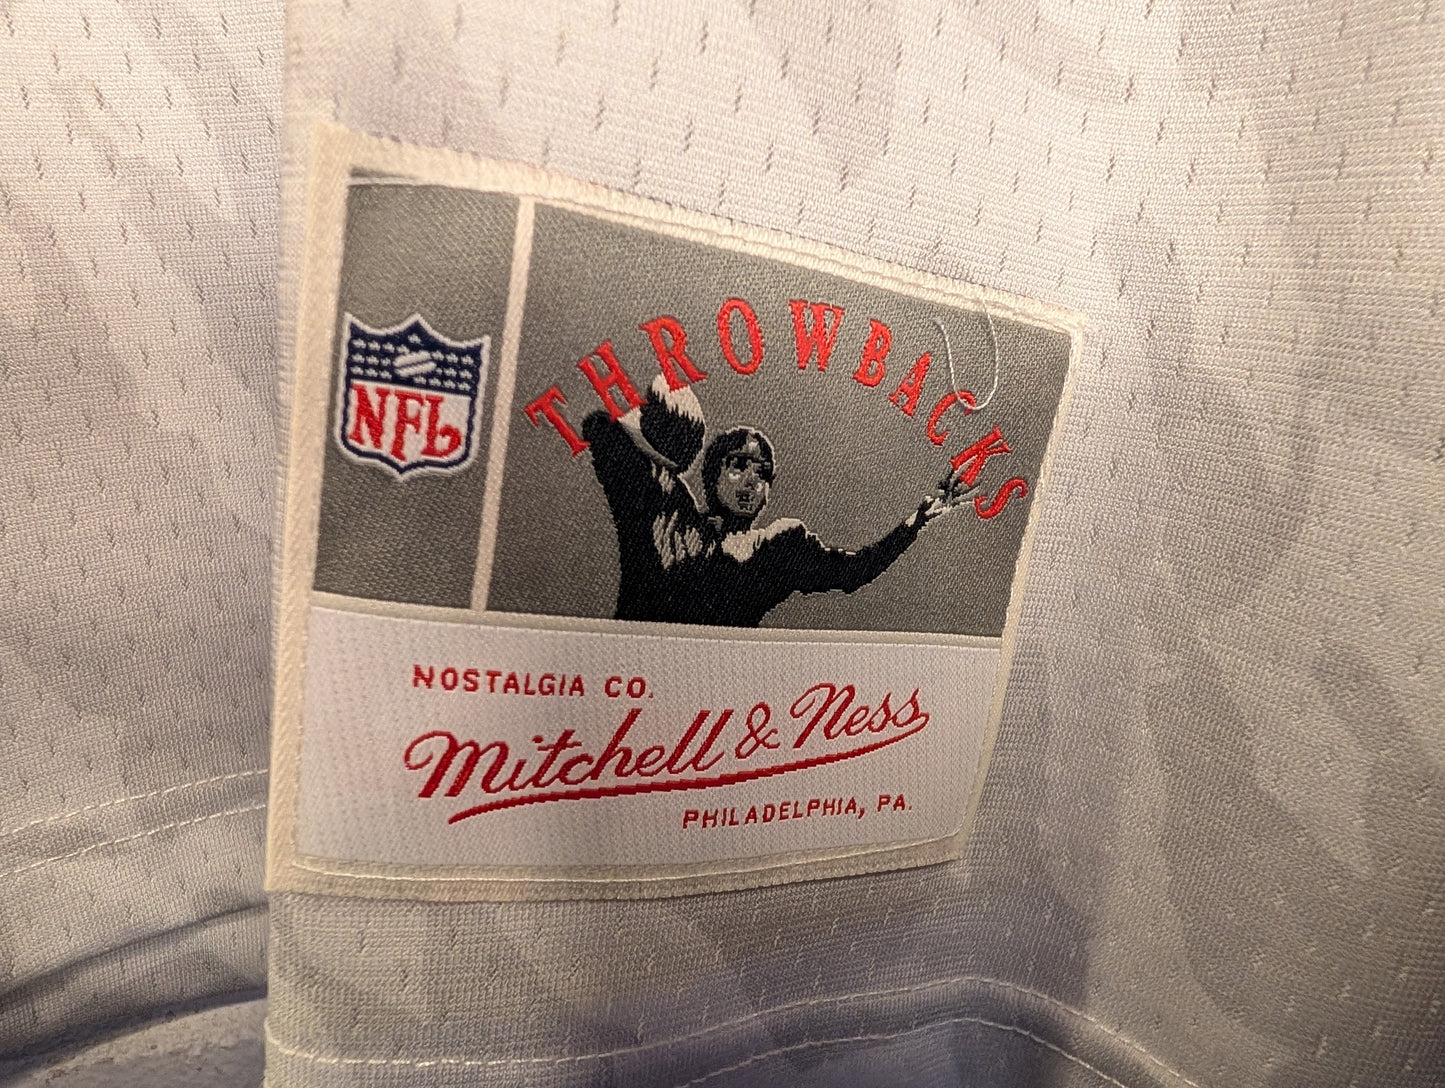 THROWBACKS
NFL
NOSTALGIA CO.
Mitchell & Ness
PHILADELPHIA, PA.